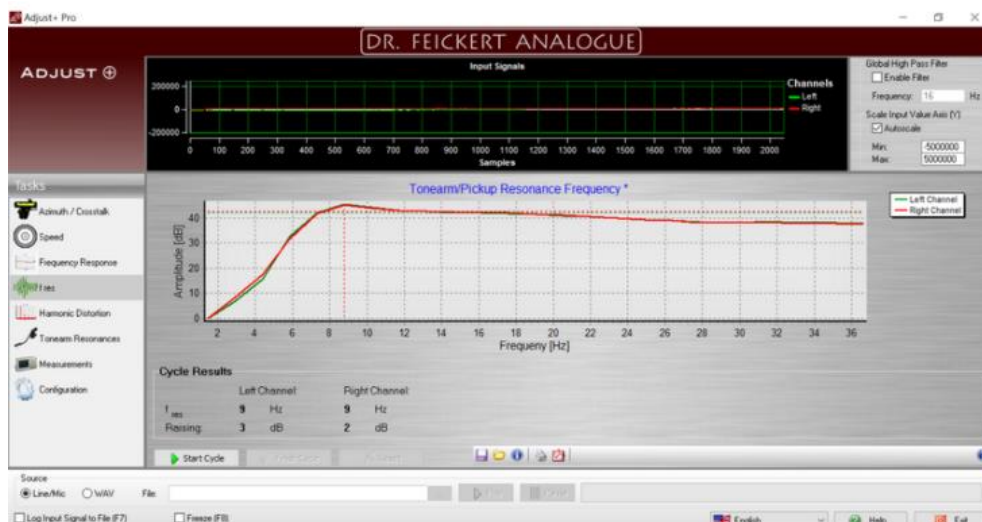 Adjust+ Pro
DR. FEICKERT ANALOGUE
ADJUST
Input Signals
200000
0
-200000
Channels
Left
Right
0 100 200 300 400 500 600 700 800 900 1000 1100 1200 1300 1400 1500 1600 1700 1800 1900 2000
Samples
Global High Pass Filter
Enable Filter
Frequency: 16 Hz
Scale Input Value Axis (Y)
Autoscale
Min: -5000000
Max: 5000000
Tasks
Azimuth / Crosstalk
Speed
Frequency Response
f res
Harmonic Distortion
Tonearm Resonances
Measurements
Configuration
Tonearm/Pickup Resonance Frequency *
Left Channel
Right Channel
Amplitude [dB]
40
30
20
10
0
2 4 6 8 10 12 14 16 18 20 22 24 26 28 30 32 34 36
Frequeny [Hz]
Cycle Results
Left Channel: Right Channel:
f res 9 Hz 9 Hz
Raising: 3 dB 2 dB
Start Cycle
Source
Line/Mic WAV File:
Log Input Signal to File (F7) Freeze (F8)
English Help Exit